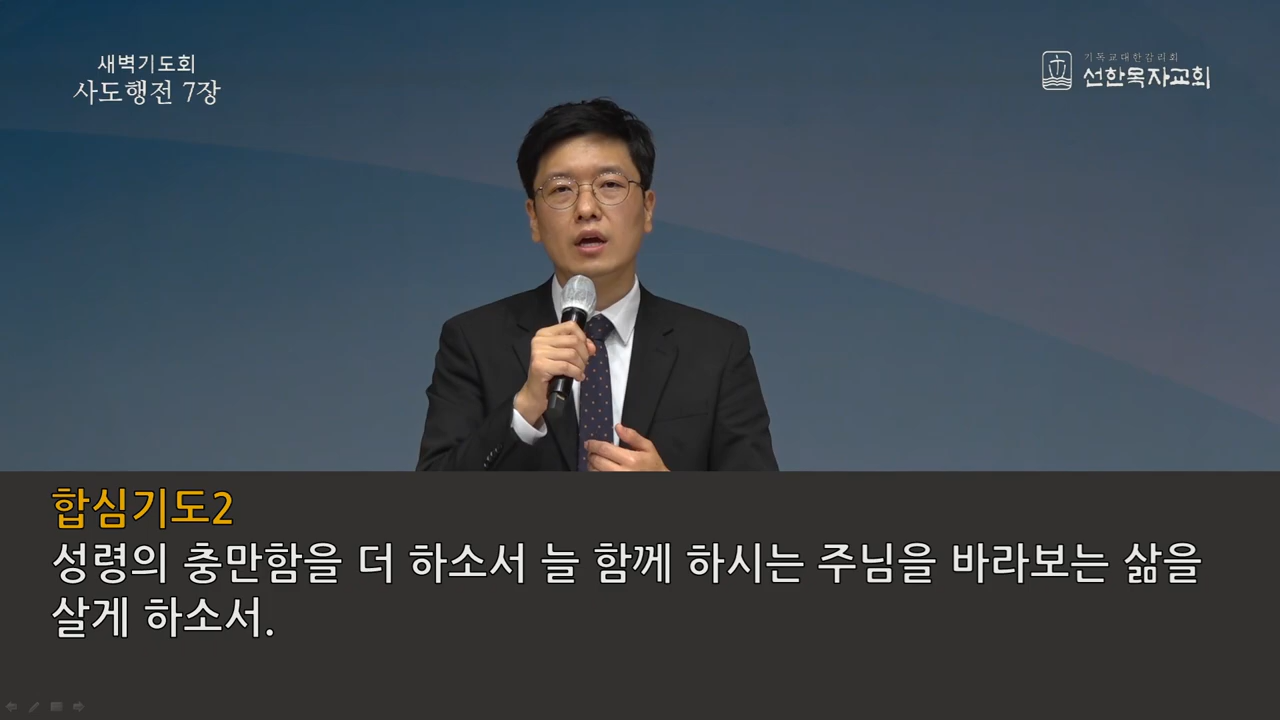 새벽기도회
사도행전 7장
기독교대한감리회
선한목자교회
합심기도2
성령의 충만함을 더 하소서 늘 함께 하시는 주님을 바라보는 삶을
살게 하소서.